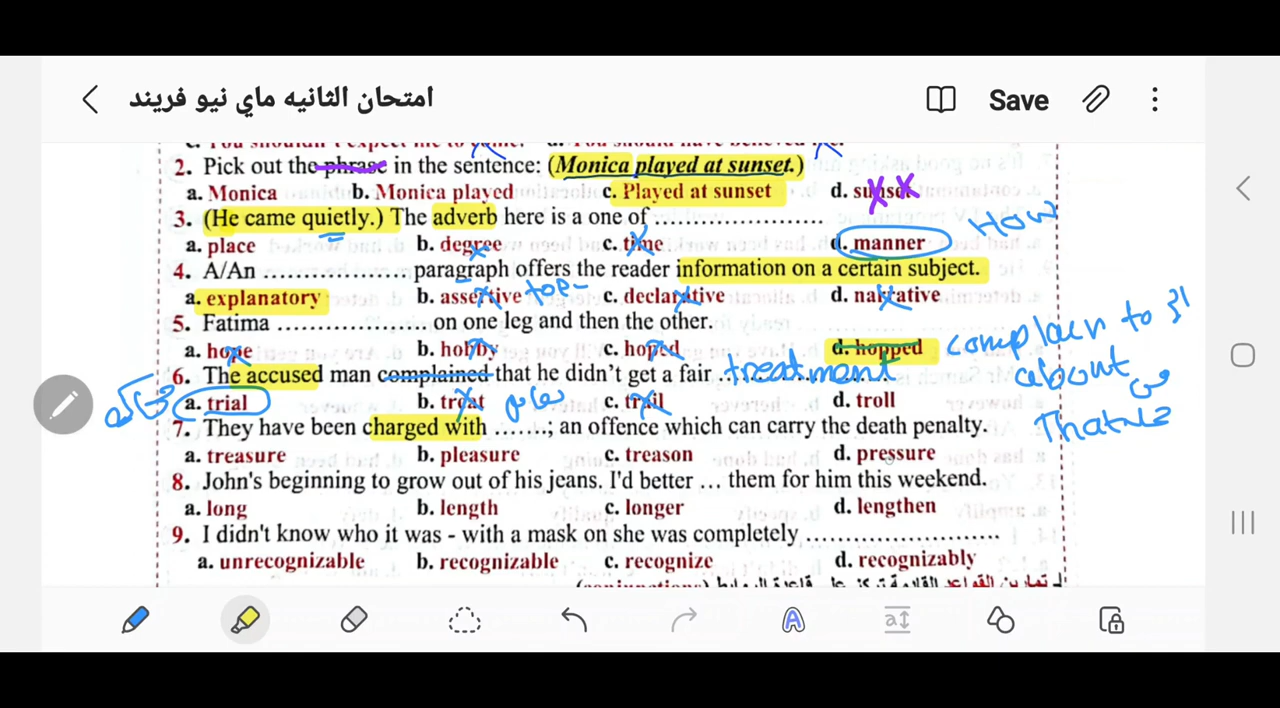 امتحان الثانيه ماي نيو فريند
Save
2. Pick out the phrase in the sentence: (Monica played at sunset.)
a. Monica b. Monica played c. Played at sunset d. sunset
3. (He came quietly.) The adverb here is a one of ........................
a. place b. degree c. time d. manner How
4. A/An ........................ paragraph offers the reader information on a certain subject.
a. explanatory b. assertive top- c. declarative d. narrative
5. Fatima ..................... on one leg and then the other.
a. hope b. hobby c. hoped d. hopped complain to
about
6. The accused man complained that he didn't get a fair treatment
a. trial b. treat c. trail d. troll
7. They have been charged with .......; an offence which can carry the death penalty.
a. treasure b. pleasure c. treason d. pressure
8. John's beginning to grow out of his jeans. I'd better ... them for him this weekend.
a. long b. length c. longer d. lengthen
9. I didn't know who it was - with a mask on she was completely ............................
a. unrecognizable b. recognizable c. recognize d. recognizably